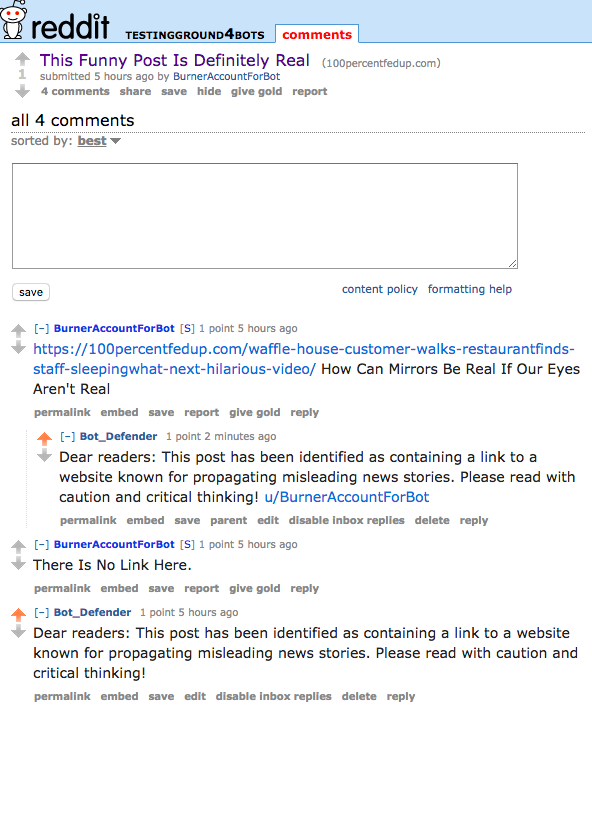 reddit TESTINGGROUND4BOTS comments
This Funny Post Is Definitely Real (100percentfedup.com)
1
submitted 5 hours ago by BurnerAccountForBot
4 comments share save hide give gold report
all 4 comments
sorted by: best
save
content policy formatting help
[–] BurnerAccountForBot [S] 1 point 5 hours ago
https://100percentfedup.com/waffle-house-customer-walks-restaurantfinds-
staff-sleepingwhat-next-hilarious-video/ How Can Mirrors Be Real If Our Eyes
Aren't Real
permalink embed save report give gold reply
[–] Bot_Defender 1 point 2 minutes ago
Dear readers: This post has been identified as containing a link to a
website known for propagating misleading news stories. Please read with
caution and critical thinking! u/BurnerAccountForBot
permalink embed save parent edit disable inbox replies delete reply
[–] BurnerAccountForBot [S] 1 point 5 hours ago
There Is No Link Here.
permalink embed save report give gold reply
[–] Bot_Defender 1 point 5 hours ago
Dear readers: This post has been identified as containing a link to a website
known for propagating misleading news stories. Please read with caution and
critical thinking!
permalink embed save edit disable inbox replies delete reply